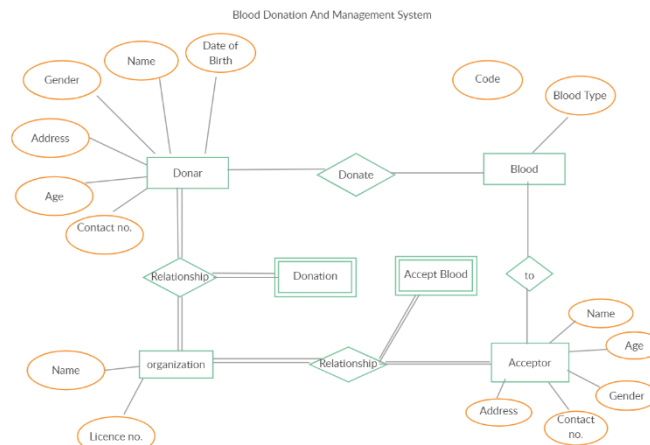 Blood Donation And Management System
Date of
Birth
Name
Gender
Code
Blood Type
Address
Donar
Donate
Blood
Age
Contact no.
Relationship
Donation
Accept Blood
to
Name
Age
Name
organization
Relationship
Acceptor
Gender
Address
Contact
no.
Licence no.